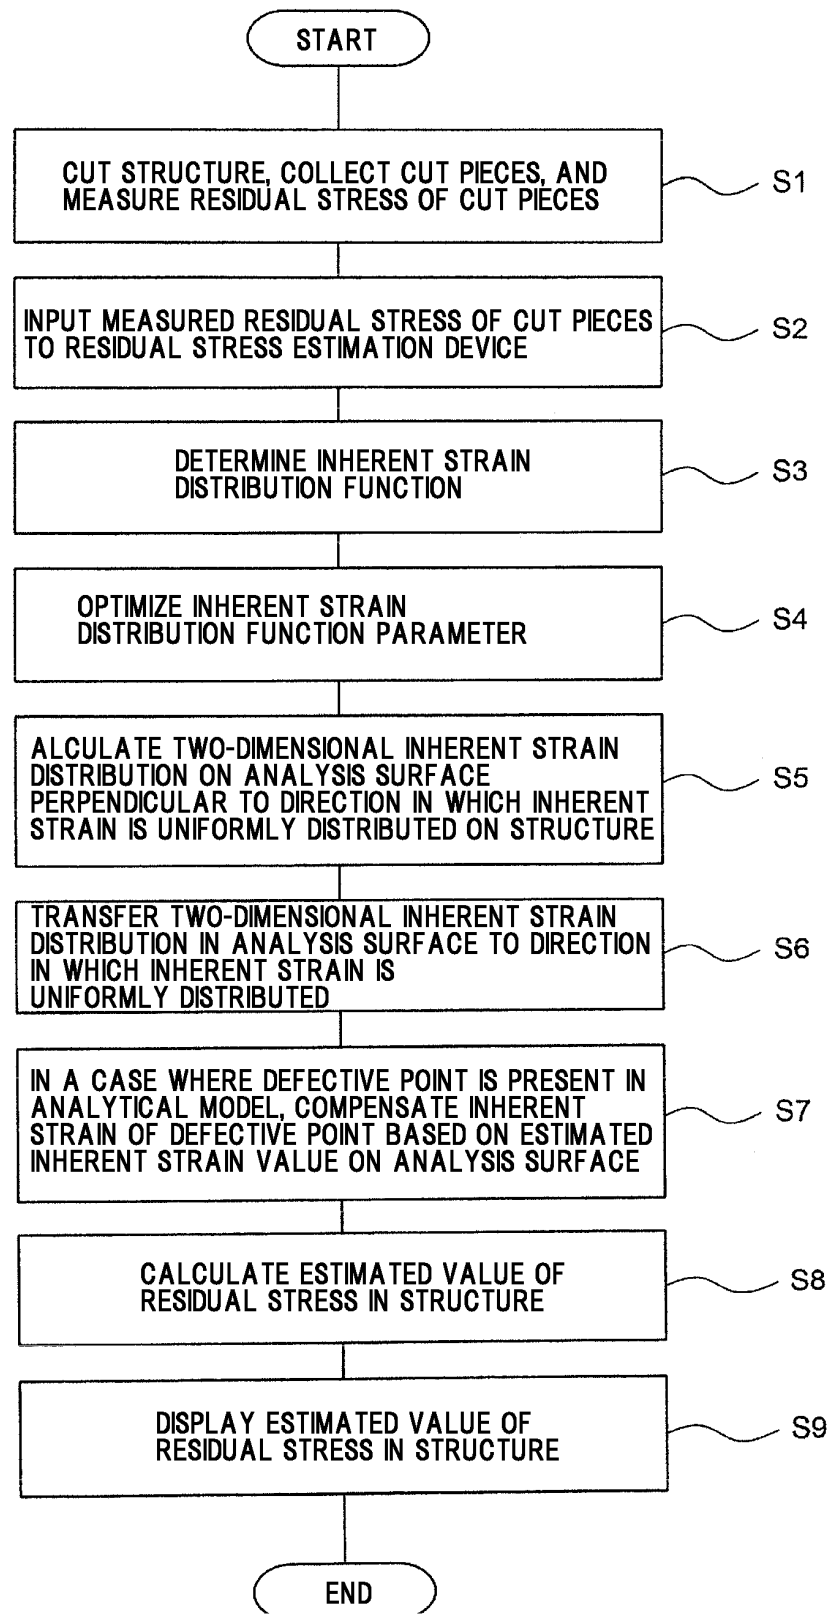 START
CUT STRUCTURE, COLLECT CUT PIECES, AND
MEASURE RESIDUAL STRESS OF CUT PIECES
S1
INPUT MEASURED RESIDUAL STRESS OF CUT PIECES
TO RESIDUAL STRESS ESTIMATION DEVICE
S2
DETERMINE INHERENT STRAIN
DISTRIBUTION FUNCTION
S3
OPTIMIZE INHERENT STRAIN
DISTRIBUTION FUNCTION PARAMETER
S4
ALCULATE TWO-DIMENSIONAL INHERENT STRAIN
DISTRIBUTION ON ANALYSIS SURFACE
PERPENDICULAR TO DIRECTION IN WHICH INHERENT
STRAIN IS UNIFORMLY DISTRIBUTED ON STRUCTURE
S5
TRANSFER TWO-DIMENSIONAL INHERENT STRAIN
DISTRIBUTION IN ANALYSIS SURFACE TO DIRECTION
IN WHICH INHERENT STRAIN IS
UNIFORMLY DISTRIBUTED
S6
IN A CASE WHERE DEFECTIVE POINT IS PRESENT IN
ANALYTICAL MODEL, COMPENSATE INHERENT
STRAIN OF DEFECTIVE POINT BASED ON ESTIMATED
INHERENT STRAIN VALUE ON ANALYSIS SURFACE
S7
CALCULATE ESTIMATED VALUE OF
RESIDUAL STRESS IN STRUCTURE
S8
DISPLAY ESTIMATED VALUE OF
RESIDUAL STRESS IN STRUCTURE
S9
END